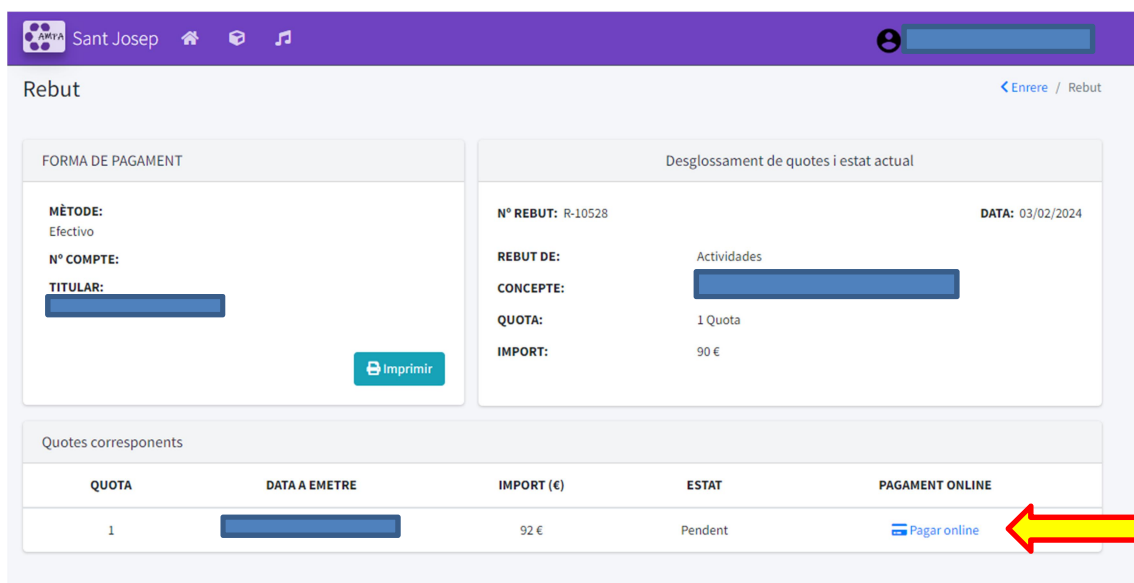 AMPA Sant Josep
Rebut
Enrere / Rebut
FORMA DE PAGAMENT
MÈTODE:
Efectivo
Nº COMPTE:
TITULAR:
Imprimir
Desglossament de quotes i estat actual
Nº REBUT: R-10528 DATA: 03/02/2024
REBUT DE: Actividades
CONCEPTE:
QUOTA: 1 Quota
IMPORT: 90 €
Quotes corresponents
QUOTA DATA A EMETRE IMPORT (€) ESTAT PAGAMENT ONLINE
1 92 € Pendent Pagar online